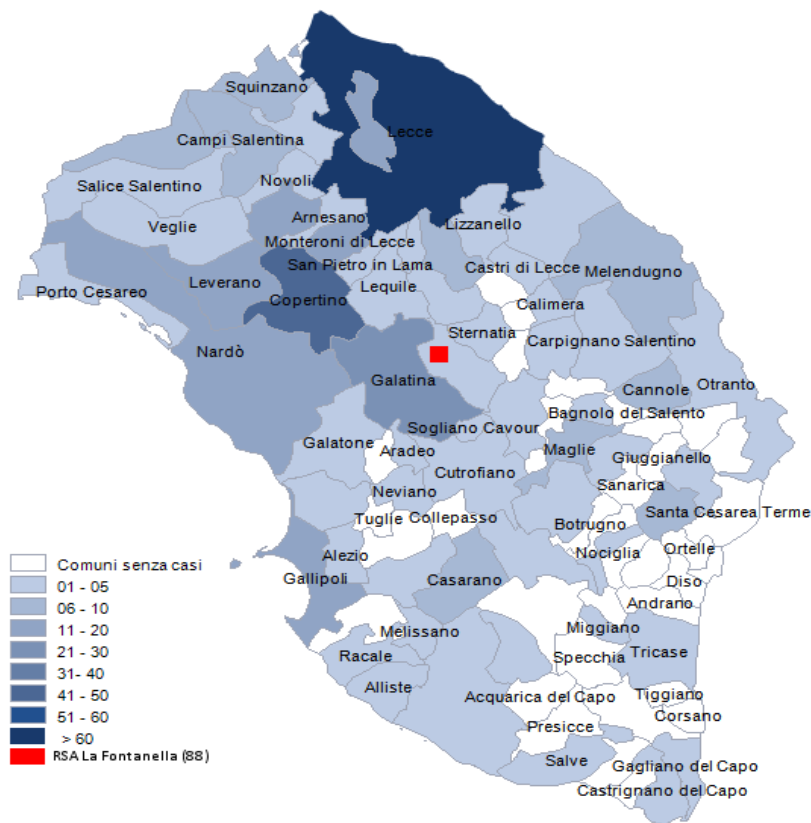 Squinzano
Lecce
Campi Salentina
Novoli
Salice Salentino
Arnesano
Veglie
Lizzanello
Monteroni di Lecce
San Pietro in Lama
Castri di Lecce
Melendugno
Leverano
Lequile
Porto Cesareo
Copertino
Calimera
Sternatia
Carpignano Salentino
Nardò
Galatina
Otranto
Cannole
Bagnolo del Salento
Sogliano Cavour
Galatone
Aradeo
Maglie
Giuggianello
Cutrofiano
Sanarica
Neviano
Santa Cesarea Terme
Tuglie
Collepasso
Botrugno
Alezio
Nociglia
Ortelle
Gallipoli
Casarano
Diso
Andrano
Miggiano
Melissano
Tricase
Racale
Specchia
Alliste
Acquarica del Capo
Tiggiano
Corsano
Presicce
Salve
Gagliano del Capo
Castrignano del Capo
Comuni senza casi
01 - 05
06 - 10
11 - 20
21 - 30
31- 40
41 - 50
51 - 60
> 60
RSA La Fontanella (88)